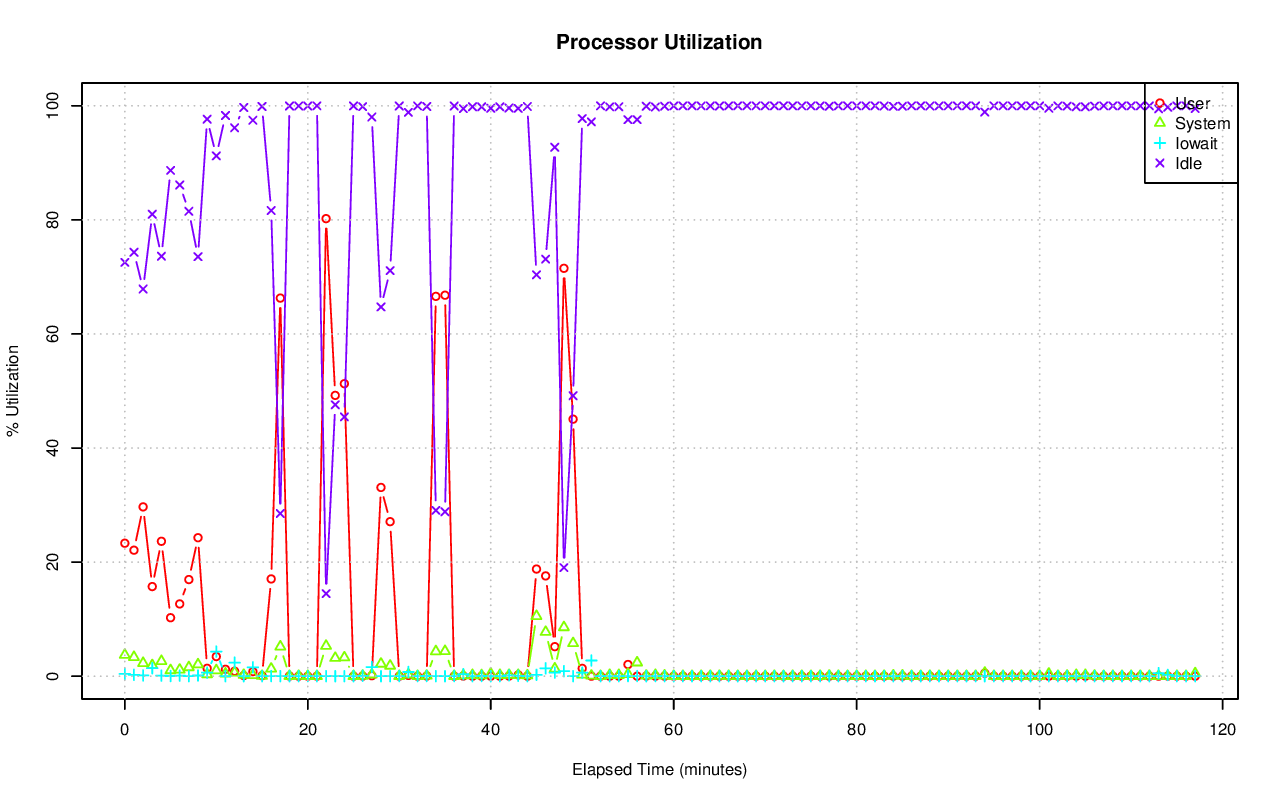 Processor Utilization
% Utilization
100
80
60
40
20
0
User
System
Iowait
Idle
0 20 40 60 80 100 120
Elapsed Time (minutes)